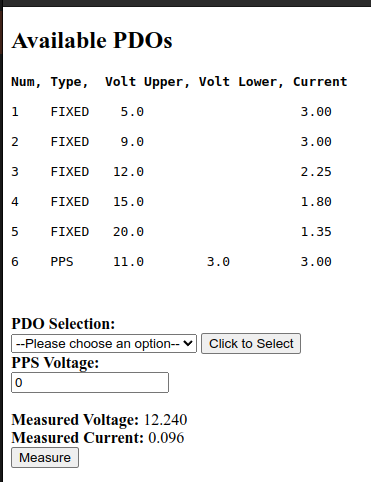 Available PDOs
Num, Type, Volt Upper, Volt Lower, Current
1 FIXED 5.0 3.00
2 FIXED 9.0 3.00
3 FIXED 12.0 2.25
4 FIXED 15.0 1.80
5 FIXED 20.0 1.35
6 PPS 11.0 3.0 3.00
PDO Selection:
--Please choose an option-- Click to Select
PPS Voltage:
0
Measured Voltage: 12.240
Measured Current: 0.096
Measure